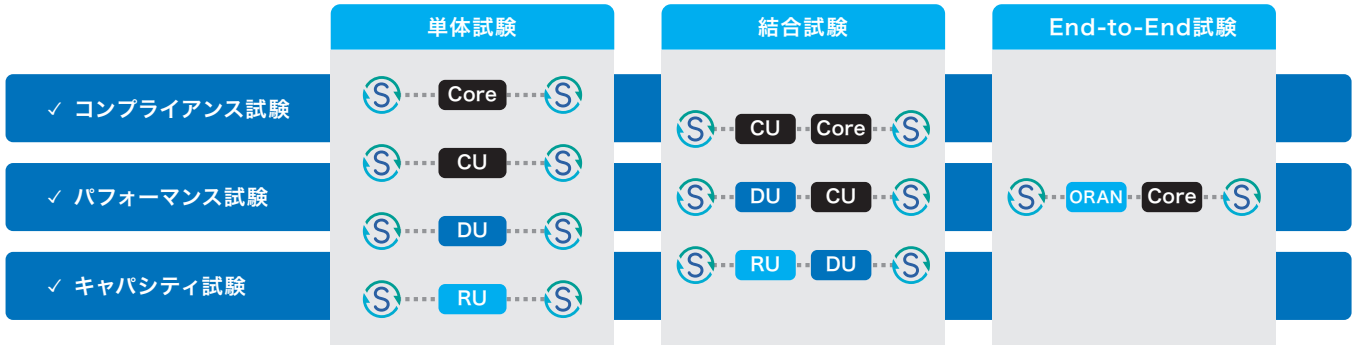 単体試験
結合試験
End-to-End試験
✓ コンプライアンス試験
✓ パフォーマンス試験
✓ キャパシティ試験
S Core S
S CU S
S DU S
S RU S
S CU Core S
S DU CU S
S RU DU S
S ORAN Core S